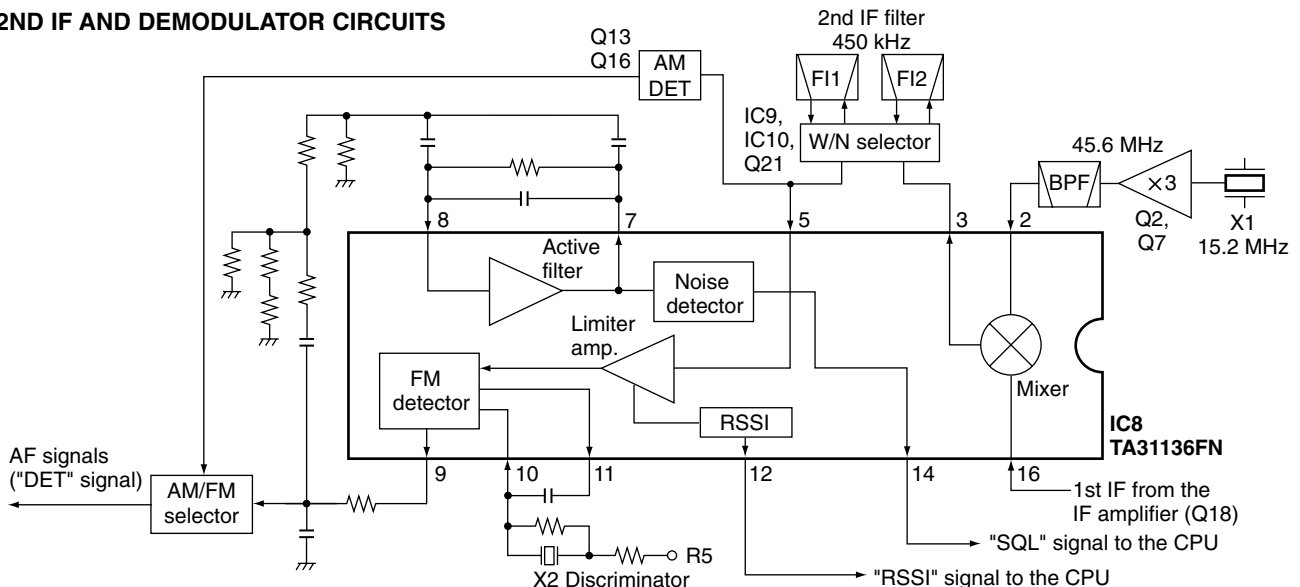 2ND IF AND DEMODULATOR CIRCUITS
2nd IF filter
450 kHz
Q13
Q16
AM
DET
FI1
FI2
IC9,
IC10,
Q21
W/N selector
45.6 MHz
BPF
×3
Q2,
Q7
X1
15.2 MHz
8
7
5
3
2
Active
filter
Noise
detector
Limiter
amp.
FM
detector
RSSI
Mixer
IC8
TA31136FN
9
10
11
12
14
16
AF signals
("DET" signal)
AM/FM
selector
1st IF from the
IF amplifier (Q18)
"SQL" signal to the CPU
R5
X2 Discriminator
"RSSI" signal to the CPU